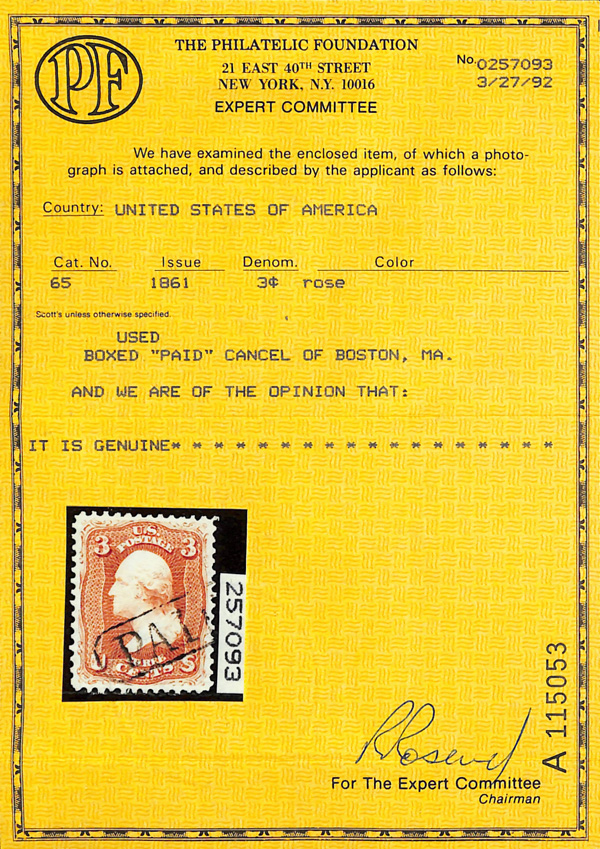 PF
THE PHILATELIC FOUNDATION
21 EAST 40TH STREET
NEW YORK, N.Y. 10016
EXPERT COMMITTEE
No. 0257093
3/27/92
We have examined the enclosed item, of which a photo-
graph is attached, and described by the applicant as follows:
Country: UNITED STATES OF AMERICA
Cat. No. Issue Denom. Color
65 1861 3¢ rose
Scott's unless otherwise specified.
USED
BOXED "PAID" CANCEL OF BOSTON, MA.
AND WE ARE OF THE OPINION THAT:
IT IS GENUINE* * * * * * * * * * * * * * * * * *
3 U.S. 3
POSTAGE
PAI
THREE
CENTS
U S
257093
For The Expert Committee
Chairman
A 115053